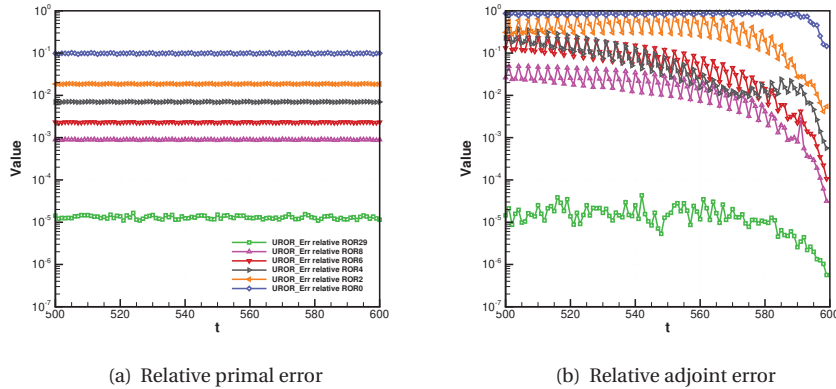 10^0
10^-1
10^-2
10^-3
10^-4
10^-5
10^-6
10^-7
Value
500 520 540 560 580 600
t
UROR_Err relative ROR29
UROR_Err relative ROR8
UROR_Err relative ROR6
UROR_Err relative ROR4
UROR_Err relative ROR2
UROR_Err relative ROR0
(a) Relative primal error
10^0
10^-1
10^-2
10^-3
10^-4
10^-5
10^-6
10^-7
Value
500 520 540 560 580 600
t
(b) Relative adjoint error